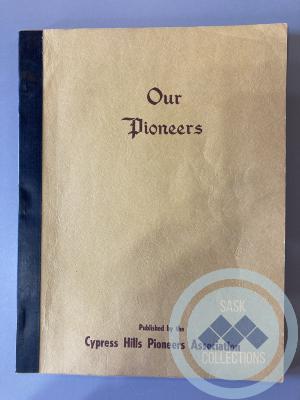 Our
Pioneers
Published by the
Cypress Hills Pioneers Association
SASK
COLLECTIONS